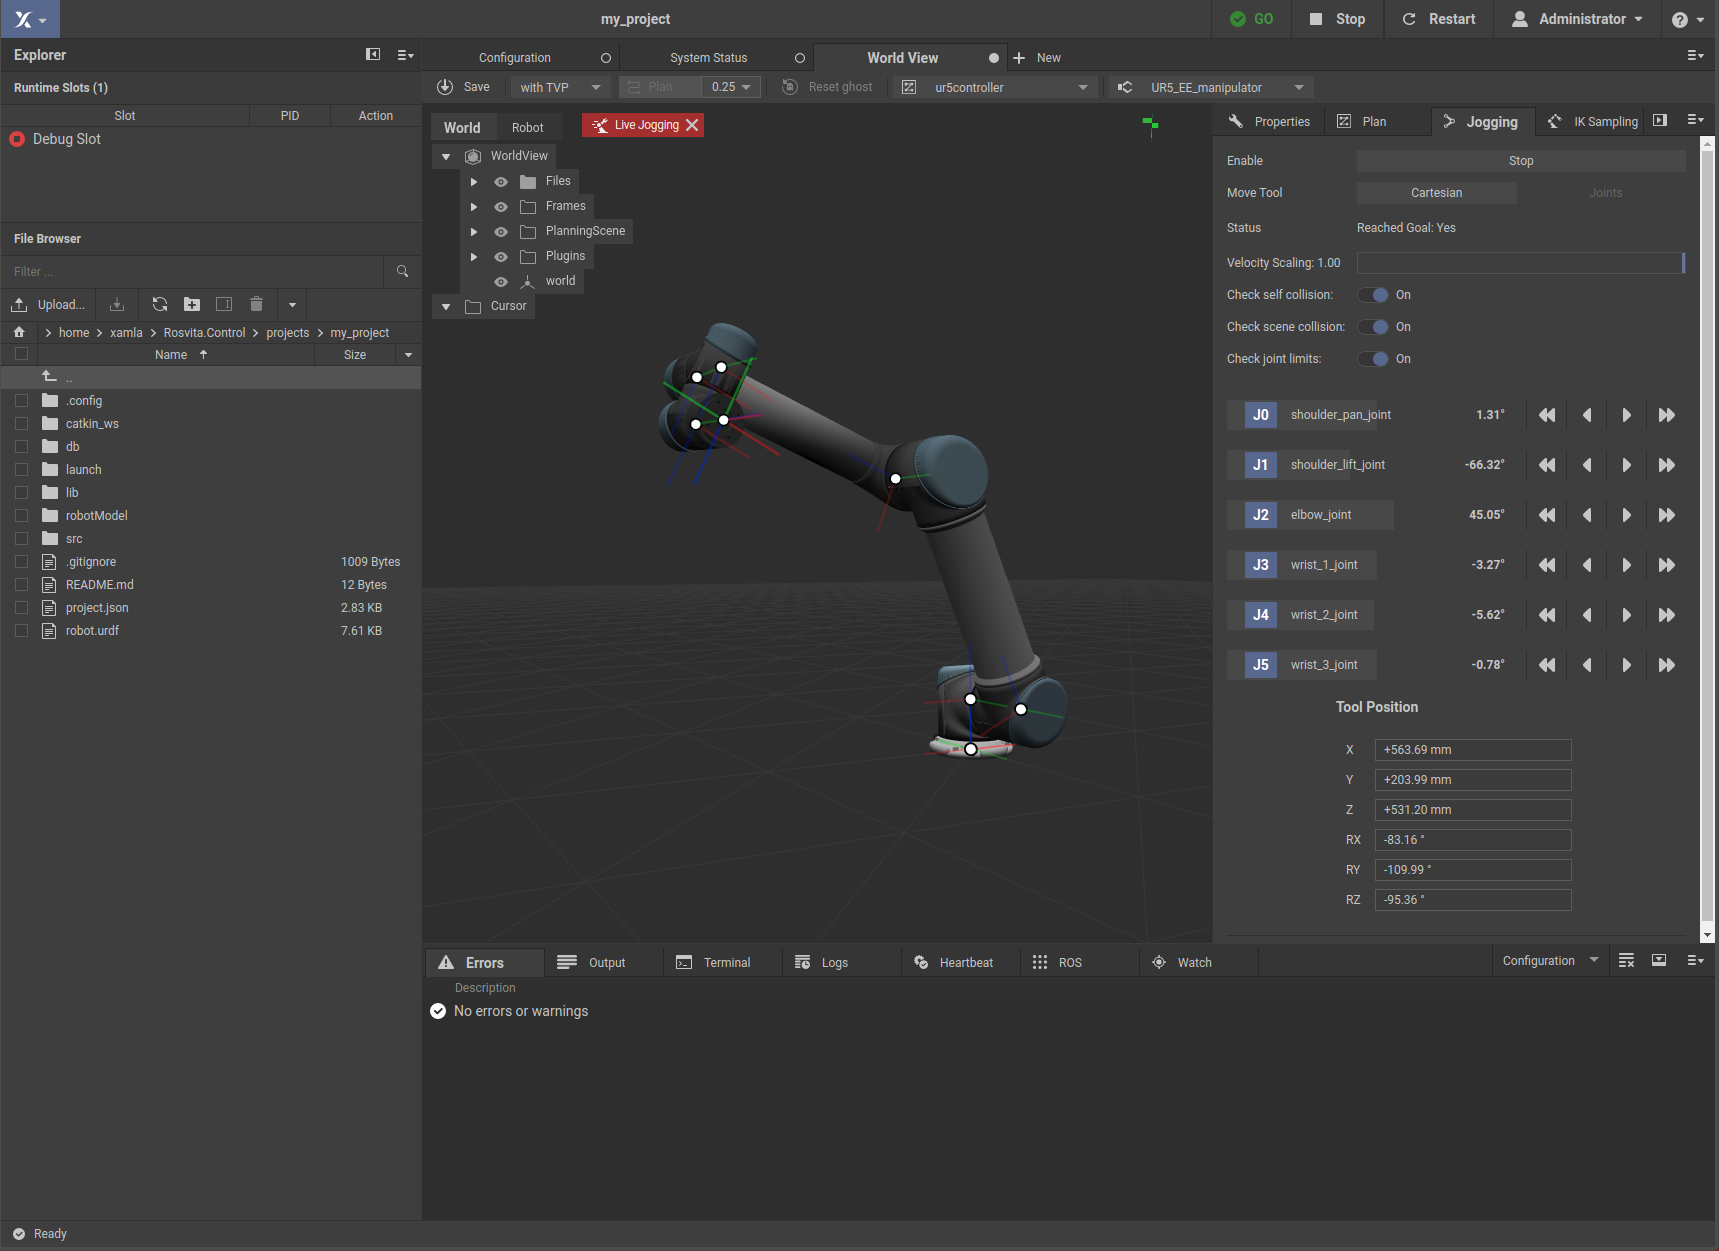 my_project
GO
Stop
Restart
Administrator
Explorer
Runtime Slots (1)
Slot PID Action
Debug Slot
File Browser
Filter ...
Upload...
home xamla Rosvita.Control projects my_project
Name Size
..
.config
catkin_ws
db
launch
lib
robotModel
src
.gitignore 1009 Bytes
README.md 12 Bytes
project.json 2.83 KB
robot.urdf 7.61 KB
Configuration
System Status
World View
New
Save
with TVP
Plan
0.25
Reset ghost
ur5controller
UR5_EE_manipulator
World
Robot
Live Jogging
WorldView
Files
Frames
PlanningScene
Plugins
world
Cursor
Properties
Plan
Jogging
IK Sampling
Enable Stop
Move Tool Cartesian Joints
Status Reached Goal: Yes
Velocity Scaling: 1.00
Check self collision: On
Check scene collision: On
Check joint limits: On
J0 shoulder_pan_joint 1.31°
J1 shoulder_lift_joint -66.32°
J2 elbow_joint 45.05°
J3 wrist_1_joint -3.27°
J4 wrist_2_joint -5.62°
J5 wrist_3_joint -0.78°
Tool Position
X +563.69 mm
Y +203.99 mm
Z +531.20 mm
RX -83.16 °
RY -109.99 °
RZ -95.36 °
Errors
Output
Terminal
Logs
Heartbeat
ROS
Watch
Configuration
Description
No errors or warnings
Ready